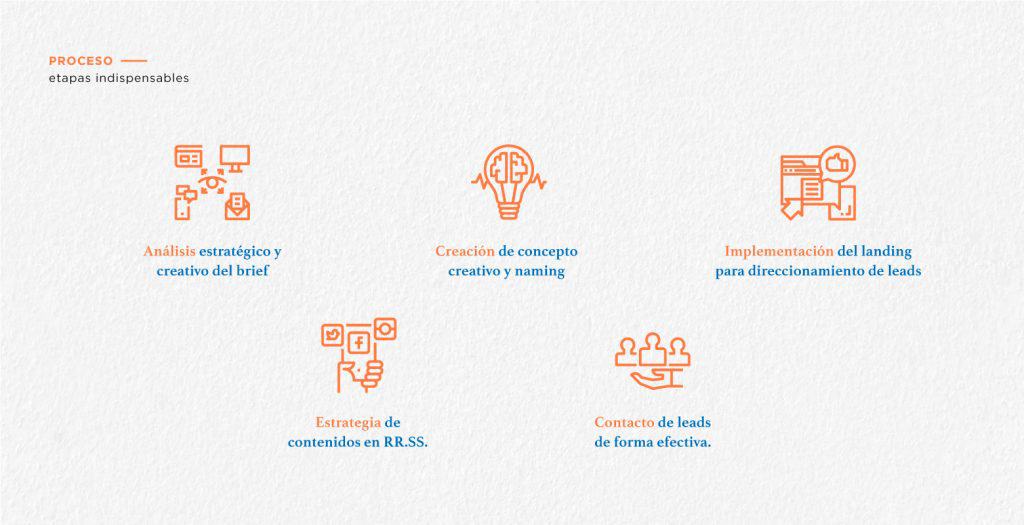 PROCESO
etapas indispensables
Análisis estratégico y
creativo del brief
Creación de concepto
creativo y naming
Implementación del landing
para direccionamiento de leads
Estrategia de
contenidos en RR.SS.
Contacto de leads
de forma efectiva.